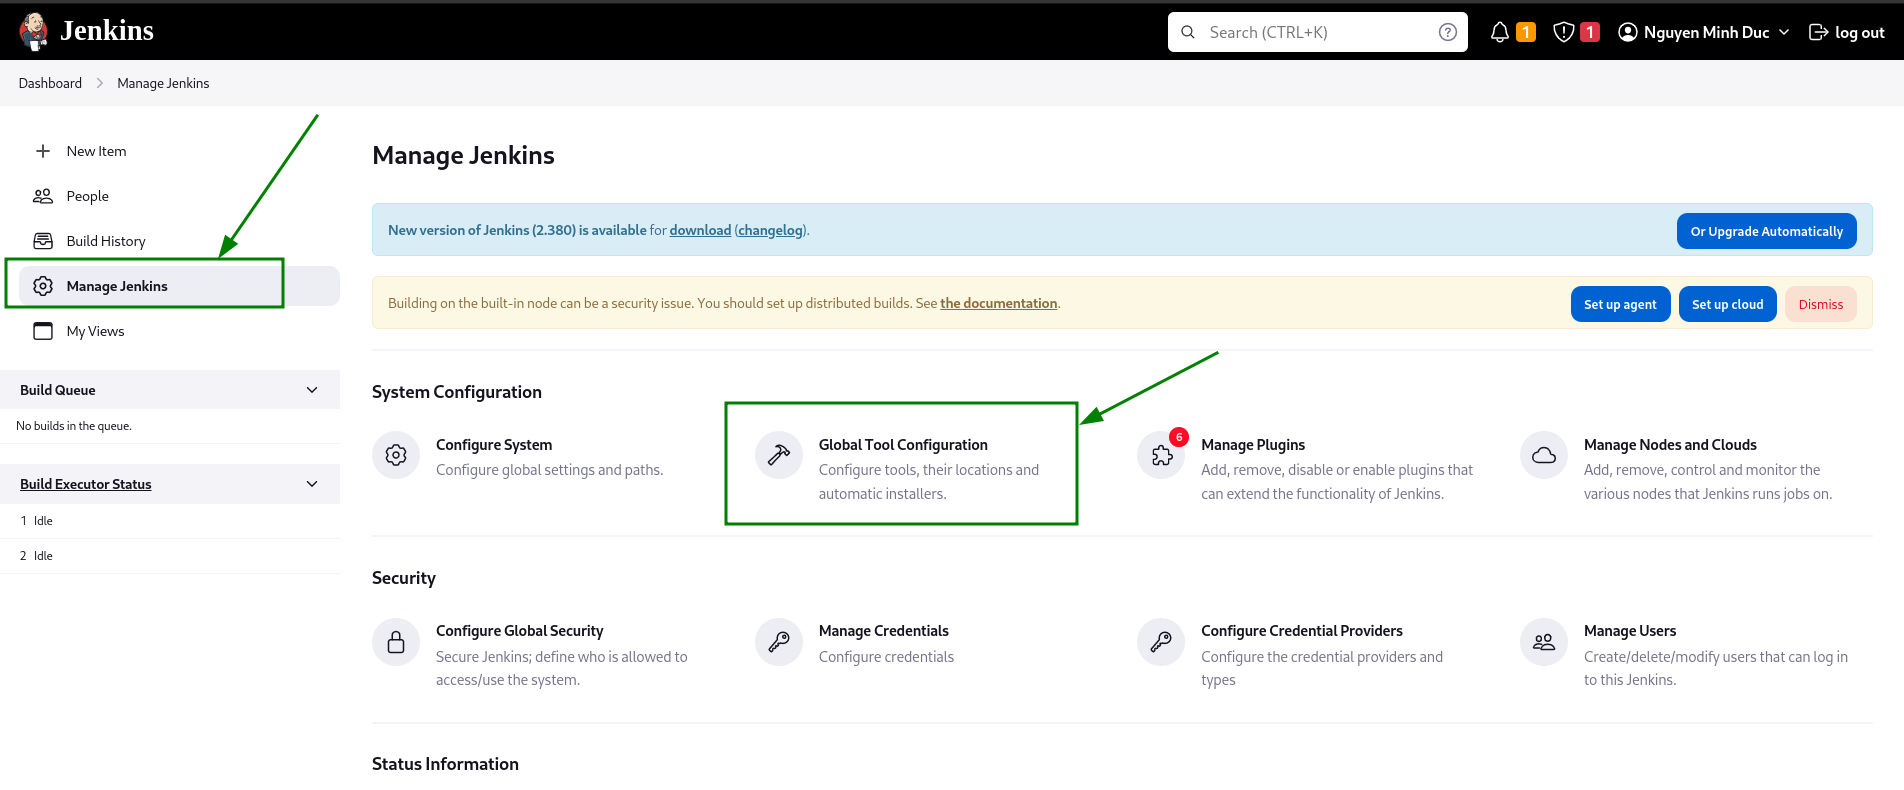 Jenkins
Search (CTRL+K)
1
1
Nguyen Minh Duc
log out
Dashboard
Manage Jenkins
New Item
People
Build History
Manage Jenkins
My Views
Build Queue
No builds in the queue.
Build Executor Status
1 Idle
2 Idle
Manage Jenkins
New version of Jenkins (2.380) is available for download (changelog).
Or Upgrade Automatically
Building on the built-in node can be a security issue. You should set up distributed builds. See the documentation.
Set up agent
Set up cloud
Dismiss
System Configuration
Configure System
Configure global settings and paths.
Global Tool Configuration
Configure tools, their locations and
automatic installers.
6
Manage Plugins
Add, remove, disable or enable plugins that
can extend the functionality of Jenkins.
Manage Nodes and Clouds
Add, remove, control and monitor the
various nodes that Jenkins runs jobs on.
Security
Configure Global Security
Secure Jenkins; define who is allowed to
access/use the system.
Manage Credentials
Configure credentials
Configure Credential Providers
Configure the credential providers and
types
Manage Users
Create/delete/modify users that can log in
to this Jenkins.
Status Information